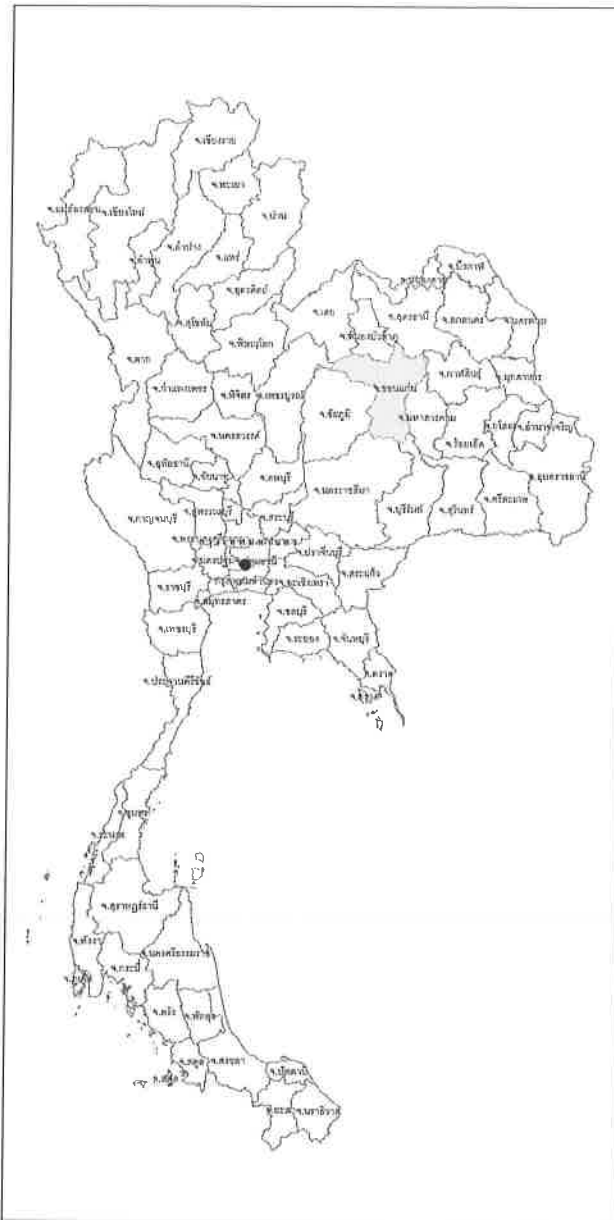 จ.เชียงราย
จ.พะเยา
จ.แม่ฮ่องสอน
จ.เชียงใหม่
จ.น่าน
จ.ลำปาง
จ.แพร่
จ.ลำพูน
จ.อุตรดิตถ์
จ.สุโขทัย
จ.บึงกาฬ
จ.เลย
จ.อุดรธานี
จ.สกลนคร
จ.นครพนม
จ.หนองบัวลำภู
จ.พิษณุโลก
จ.ตาก
จ.ขอนแก่น
จ.กาฬสินธุ์
จ.มุกดาหาร
จ.กำแพงเพชร
จ.พิจิตร
จ.เพชรบูรณ์
จ.ชัยภูมิ
จ.มหาสารคาม
จ.ร้อยเอ็ด
จ.ยโสธร
จ.อำนาจเจริญ
จ.นครสวรรค์
จ.อุทัยธานี
จ.ชัยนาท
จ.ลพบุรี
จ.นครราชสีมา
จ.บุรีรัมย์
จ.สุรินทร์
จ.ศรีสะเกษ
จ.อุบลราชธานี
จ.กาญจนบุรี
จ.สุพรรณบุรี
จ.สระบุรี
จ.ปราจีนบุรี
จ.สระแก้ว
จ.ราชบุรี
จ.ฉะเชิงเทรา
จ.สมุทรสาคร
จ.ชลบุรี
จ.เพชรบุรี
จ.ระยอง
จ.จันทบุรี
จ.ตราด
จ.ประจวบคีรีขันธ์
จ.ชุมพร
จ.ระนอง
จ.สุราษฎร์ธานี
จ.พังงา
จ.กระบี่
จ.นครศรีธรรมราช
จ.ภูเก็ต
จ.ตรัง
จ.พัทลุง
จ.สตูล
จ.สงขลา
จ.สตูล
จ.ปัตตานี
จ.ยะลา
จ.นราธิวาส